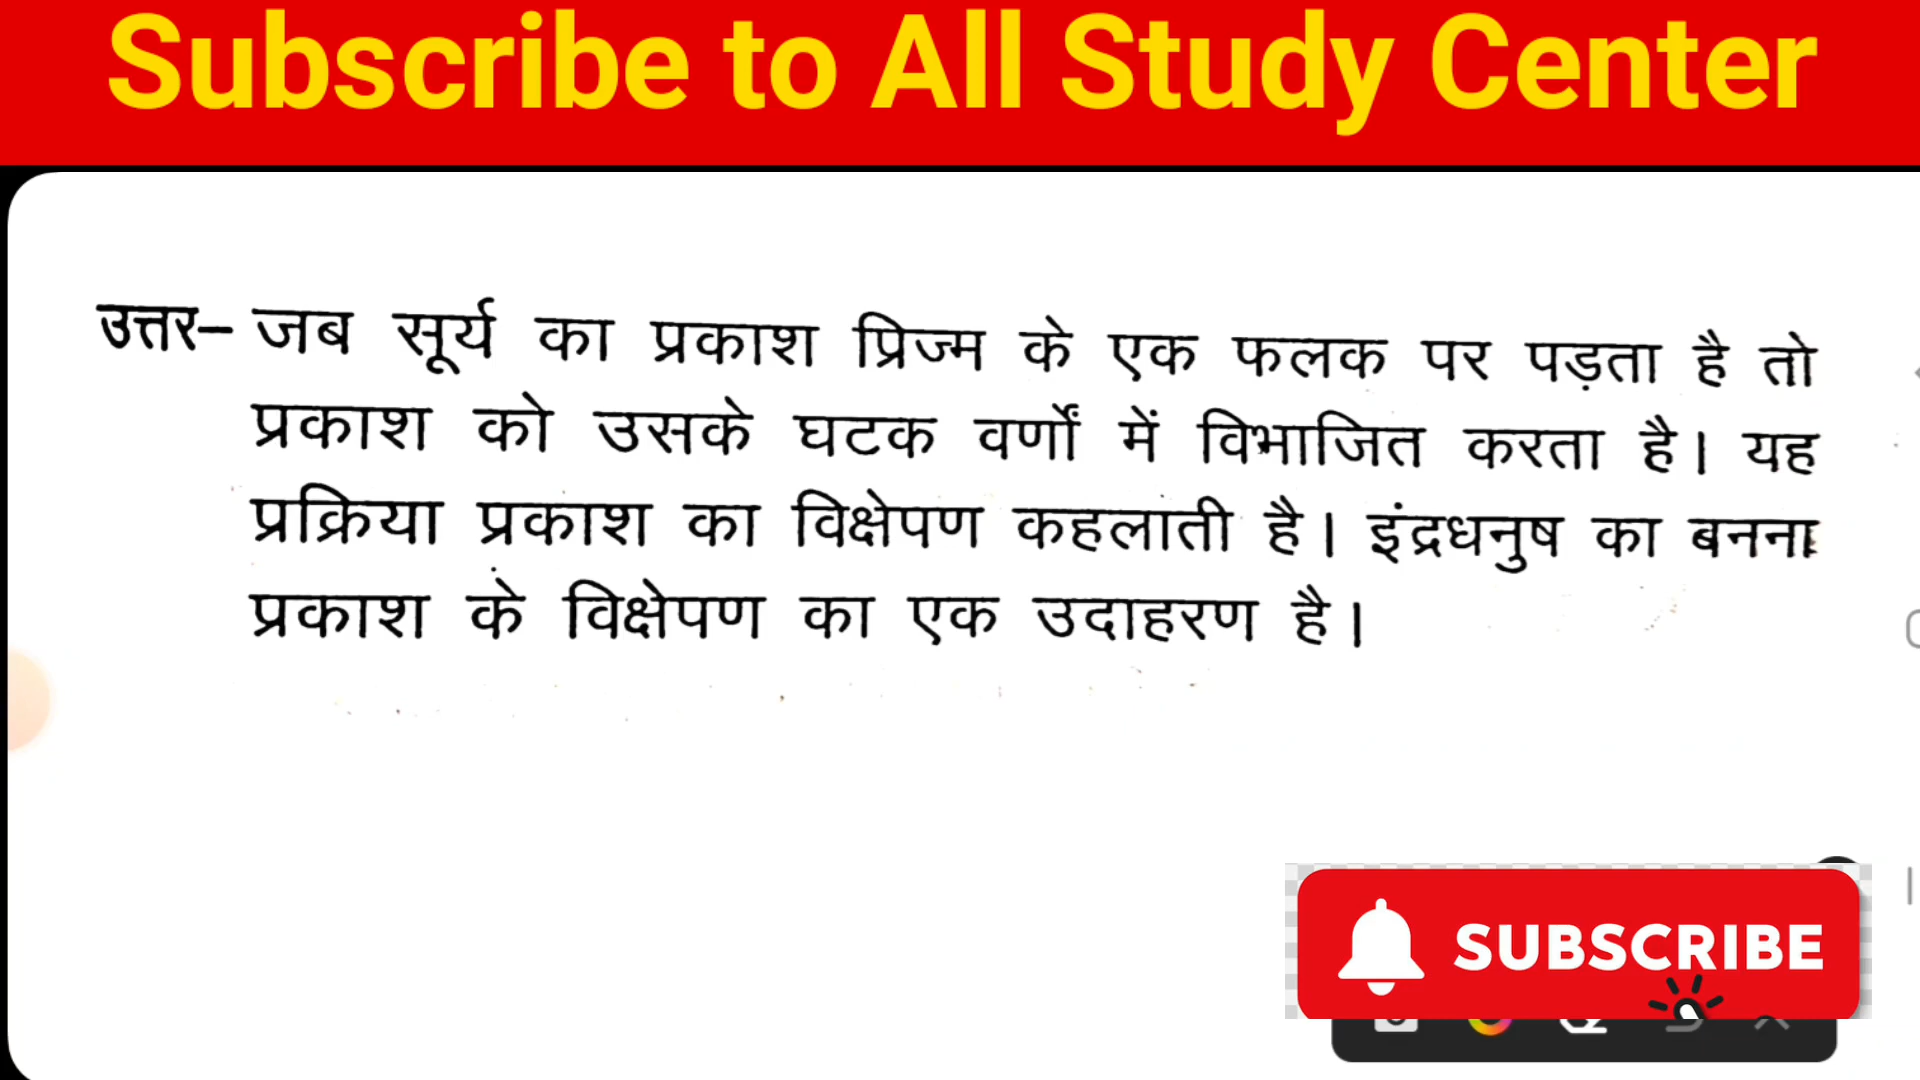 Subscribe to All Study Center
उत्तर– जब सूर्य का प्रकाश प्रिज्म के एक फलक पर पड़ता है तो
प्रकाश को उसके घटक वर्णों में विभाजित करता है। यह
प्रक्रिया प्रकाश का विक्षेपण कहलाती है। इंद्रधनुष का बनना
प्रकाश के विक्षेपण का एक उदाहरण है।
SUBSCRIBE